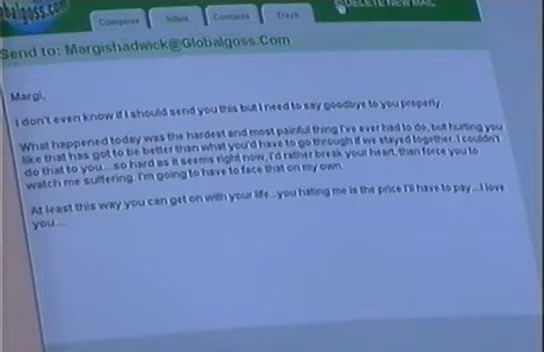 balgoss.com
Compose Inbox Contacts Trash DELETE NEW MAIL
Send to: Margishadwick@Globalgoss.Com
Margi,
I don't even know if I should send you this but I need to say goodbye to you properly.
What happened today was the hardest and most painful thing I've ever had to do, but hurting you
like that has got to be better than what you'd have to go through if we stayed together. I couldn't
do that to you....so hard as it seems right now, I'd rather break your heart, than force you to
watch me suffering. I'm going to have to face that on my own.
At least this way you can get on with your life...you hating me is the price I'll have to pay...I love
you....